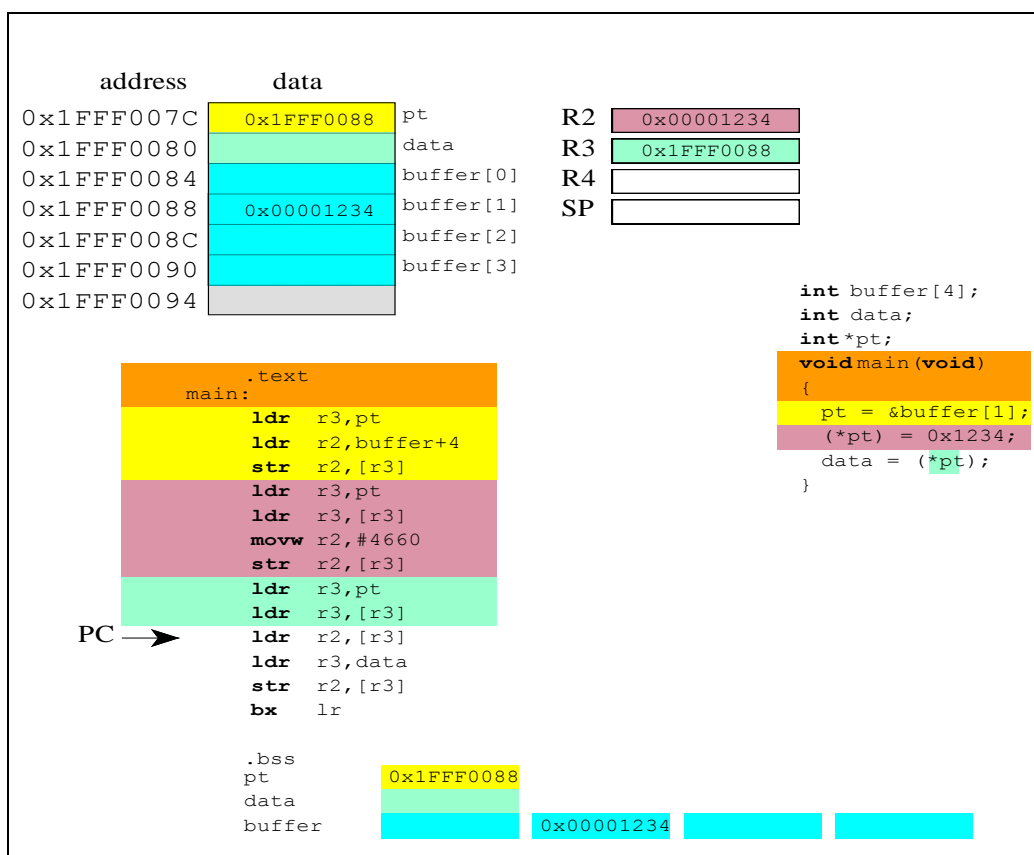 address data
0x1FFF007C 0x1FFF0088 pt
0x1FFF0080 data
0x1FFF0084 buffer[0]
0x1FFF0088 0x00001234 buffer[1]
0x1FFF008C buffer[2]
0x1FFF0090 buffer[3]
0x1FFF0094
R2 0x00001234
R3 0x1FFF0088
R4
SP
int buffer[4];
int data;
int *pt;
void main(void)
{
pt = &buffer[1];
(*pt) = 0x1234;
data = (*pt);
}
.text
main:
ldr r3,pt
ldr r2,buffer+4
str r2,[r3]
ldr r3,pt
ldr r3,[r3]
movw r2,#4660
str r2,[r3]
ldr r3,pt
ldr r3,[r3]
PC ldr r2,[r3]
ldr r3,data
str r2,[r3]
bx lr
.bss
pt 0x1FFF0088
data
buffer 0x00001234